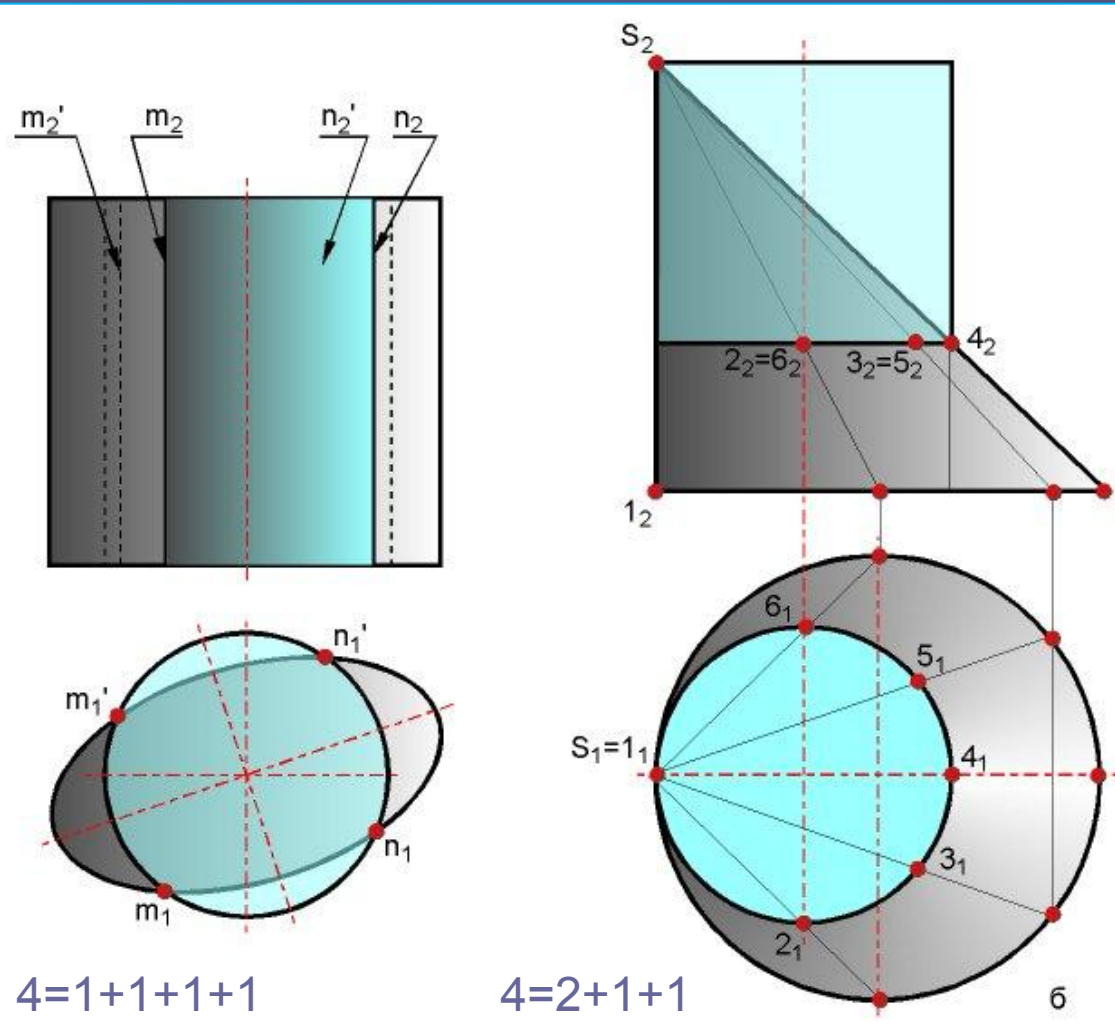 m₂' m₂ n₂' n₂
m₁' n₁'
m₁ n₁
4=1+1+1+1
S₂
2₂=6₂ 3₂=5₂ 4₂
1₂
6₁ 5₁
S₁=1₁ 4₁
3₁
2₁
4=2+1+1 б